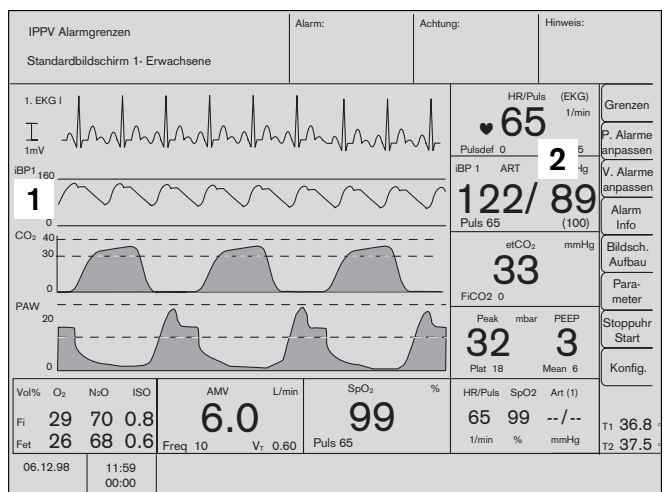 IPPV Alarmgrenzen
Standardbildschirm 1- Erwachsene
Alarm:
Achtung:
Hinweis:
1. EKG I
1mV
iBP1 160
1
0
CO₂ 40
30
0
PAW
20
0
HR/Puls (EKG)
65 1/min
Pulsdef 0 5
iBP 1 ART 2 Hg
122/ 89
Puls 65 (100)
etCO₂ mmHg
33
FiCO2 0
Peak mbar PEEP
32 3
Plat 18 Mean 6
Grenzen
P. Alarme
anpassen
V. Alarme
anpassen
Alarm
Info
Bildsch.
Aufbau
Para-
meter
Stoppuhr
Start
Konfig.
Vol% O₂ N₂O ISO
Fi 29 70 0.8
Fet 26 68 0.6
AMV L/min
6.0
Freq 10 VT 0.60
SpO₂ %
99
Puls 65
HR/Puls SpO2 Art (1)
65 99 --/--
1/min % mmHg
T1 36.8
T2 37.5
06.12.98
11:59
00:00